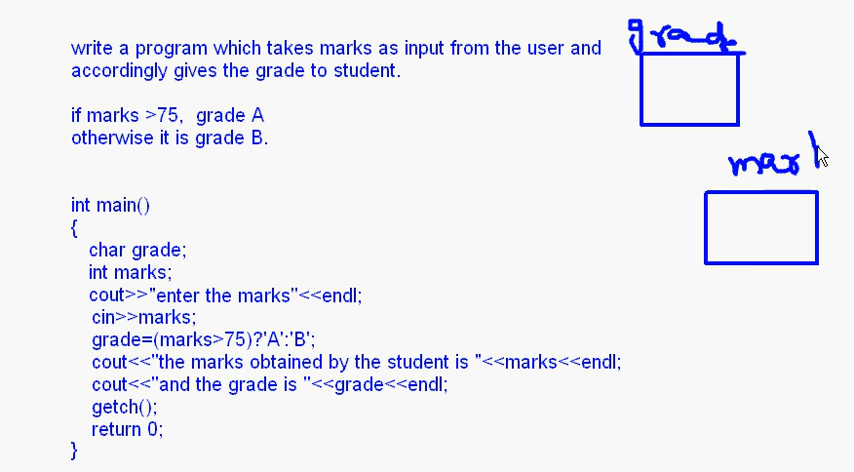 write a program which takes marks as input from the user and
accordingly gives the grade to student.
if marks >75,  grade A
otherwise it is grade B.
int main()
{
char grade;
int marks;
cout>>"enter the marks"<<endl;
cin>>marks;
grade=(marks>75)?'A':'B';
cout<<"the marks obtained by the student is "<<marks<<endl;
cout<<"and the grade is "<<grade<<endl;
getch();
return 0;
}
grade
mar